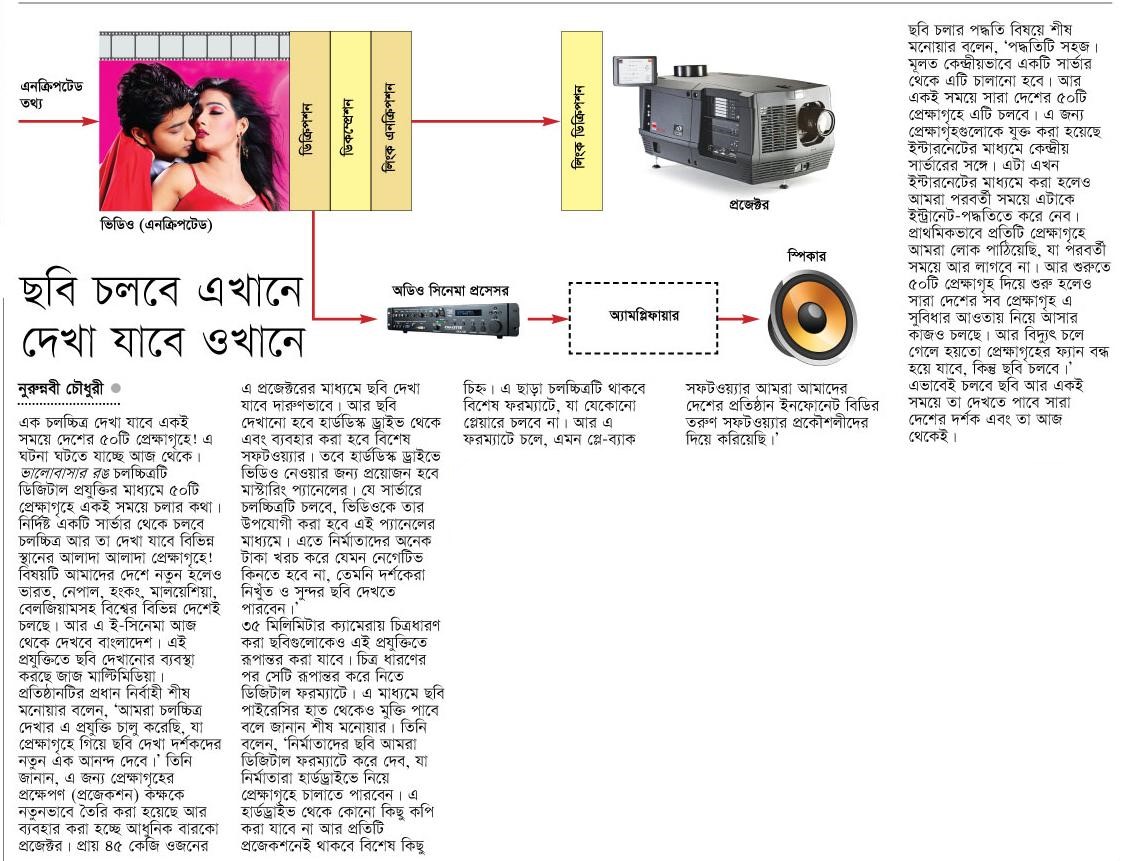 এনক্রিপটেড
তথ্য
ডিক্রিপশন
ডিকম্প্রেশন
লিংক এনক্রিপশন
লিংক ডিক্রিপশন
প্রজেক্টর
ভিডিও (এনক্রিপটেড)
স্পিকার
অডিও সিনেমা প্রসেসর
অ্যামপ্লিফায়ার
ছবি চলবে এখানে
দেখা যাবে ওখানে
নুরুন্নবী চৌধুরী
এক চলচ্চিত্র দেখা যাবে একই
সময়ে দেশের ৫০টি প্রেক্ষাগৃহে! এ
ঘটনা ঘটতে যাচ্ছে আজ থেকে।
ভালোবাসার রঙ চলচ্চিত্রটি
ডিজিটাল প্রযুক্তির মাধ্যমে ৫০টি
প্রেক্ষাগৃহে একই সময়ে চলার কথা।
নির্দিষ্ট একটি সার্ভার থেকে চলবে
চলচ্চিত্র আর তা দেখা যাবে বিভিন্ন
স্থানের আলাদা আলাদা প্রেক্ষাগৃহে!
বিষয়টি আমাদের দেশে নতুন হলেও
ভারত, নেপাল, হংকং, মালয়েশিয়া,
বেলজিয়ামসহ বিশ্বের বিভিন্ন দেশেই
চলছে। আর এ ই-সিনেমা আজ
থেকে দেখবে বাংলাদেশ। এই
প্রযুক্তিতে ছবি দেখানোর ব্যবস্থা
করছে জাজ মাল্টিমিডিয়া।
প্রতিষ্ঠানটির প্রধান নির্বাহী শীষ
মনোয়ার বলেন, ‘আমরা চলচ্চিত্র
দেখার এ প্রযুক্তি চালু করেছি, যা
প্রেক্ষাগৃহে গিয়ে ছবি দেখা দর্শকদের
নতুন এক আনন্দ দেবে।’ তিনি
জানান, এ জন্য প্রেক্ষাগৃহের
প্রক্ষেপণ (প্রজেকশন) কক্ষকে
নতুনভাবে তৈরি করা হয়েছে আর
ব্যবহার করা হচ্ছে আধুনিক বারকো
প্রজেক্টর। প্রায় ৪৫ কেজি ওজনের
এ প্রজেক্টরের মাধ্যমে ছবি দেখা
যাবে দারুণভাবে। আর ছবি
দেখানো হবে হার্ডডিস্ক ড্রাইভ থেকে
এবং ব্যবহার করা হবে বিশেষ
সফটওয়্যার। তবে হার্ডডিস্ক ড্রাইভে
ভিডিও নেওয়ার জন্য প্রয়োজন হবে
মাস্টারিং প্যানেলের। যে সার্ভারে
চলচ্চিত্রটি চলবে, ভিডিওকে তার
উপযোগী করা হবে এই প্যানেলের
মাধ্যমে। এতে নির্মাতাদের অনেক
টাকা খরচ করে যেমন নেগেটিভ
কিনতে হবে না, তেমনি দর্শকেরা
নিখুঁত ও সুন্দর ছবি দেখতে
পারবেন।’
৩৫ মিলিমিটার ক্যামেরায় চিত্রধারণ
করা ছবিগুলোকেও এই প্রযুক্তিতে
রূপান্তর করা যাবে। চিত্র ধারণের
পর সেটি রূপান্তর করে নিতে
ডিজিটাল ফরম্যাটে। এ মাধ্যমে ছবি
পাইরেসির হাত থেকেও মুক্তি পাবে
বলে জানান শীষ মনোয়ার। তিনি
বলেন, ‘নির্মাতাদের ছবি আমরা
ডিজিটাল ফরম্যাটে করে দেব, যা
নির্মাতারা হার্ডড্রাইভে নিয়ে
প্রেক্ষাগৃহে চালাতে পারবেন। এ
হার্ডড্রাইভ থেকে কোনো কিছু কপি
করা যাবে না আর প্রতিটি
প্রজেকশনেই থাকবে বিশেষ কিছু
চিহ্ন। এ ছাড়া চলচ্চিত্রটি থাকবে
বিশেষ ফরম্যাটে, যা যেকোনো
প্লেয়ারে চলবে না। আর এ
ফরম্যাটে চলে, এমন প্লে-ব্যাক
সফটওয়্যার আমরা আমাদের
দেশের প্রতিষ্ঠান ইনফোনেট বিডির
তরুণ সফটওয়্যার প্রকৌশলীদের
দিয়ে করিয়েছি।’
ছবি চলার পদ্ধতি বিষয়ে শীষ
মনোয়ার বলেন, ‘পদ্ধতিটি সহজ।
মূলত কেন্দ্রীয়ভাবে একটি সার্ভার
থেকে এটি চালানো হবে। আর
একই সময়ে সারা দেশের ৫০টি
প্রেক্ষাগৃহে এটি চলবে। এ জন্য
প্রেক্ষাগৃহগুলোকে যুক্ত করা হয়েছে
ইন্টারনেটের মাধ্যমে কেন্দ্রীয়
সার্ভারের সঙ্গে। এটা এখন
ইন্টারনেটের মাধ্যমে করা হলেও
আমরা পরবর্তী সময়ে এটাকে
ইন্ট্রানেট-পদ্ধতিতে করে নেব।
প্রাথমিকভাবে প্রতিটি প্রেক্ষাগৃহে
আমরা লোক পাঠিয়েছি, যা পরবর্তী
সময়ে আর লাগবে না। আর শুরুতে
৫০টি প্রেক্ষাগৃহ দিয়ে শুরু হলেও
সারা দেশের সব প্রেক্ষাগৃহ এ
সুবিধার আওতায় নিয়ে আসার
কাজও চলছে। আর বিদ্যুৎ চলে
গেলে হয়তো প্রেক্ষাগৃহের ফ্যান বন্ধ
হয়ে যাবে, কিন্তু ছবি চলবে।’
এভাবেই চলবে ছবি আর একই
সময়ে তা দেখতে পাবে সারা
দেশের দর্শক এবং তা আজ
থেকেই।